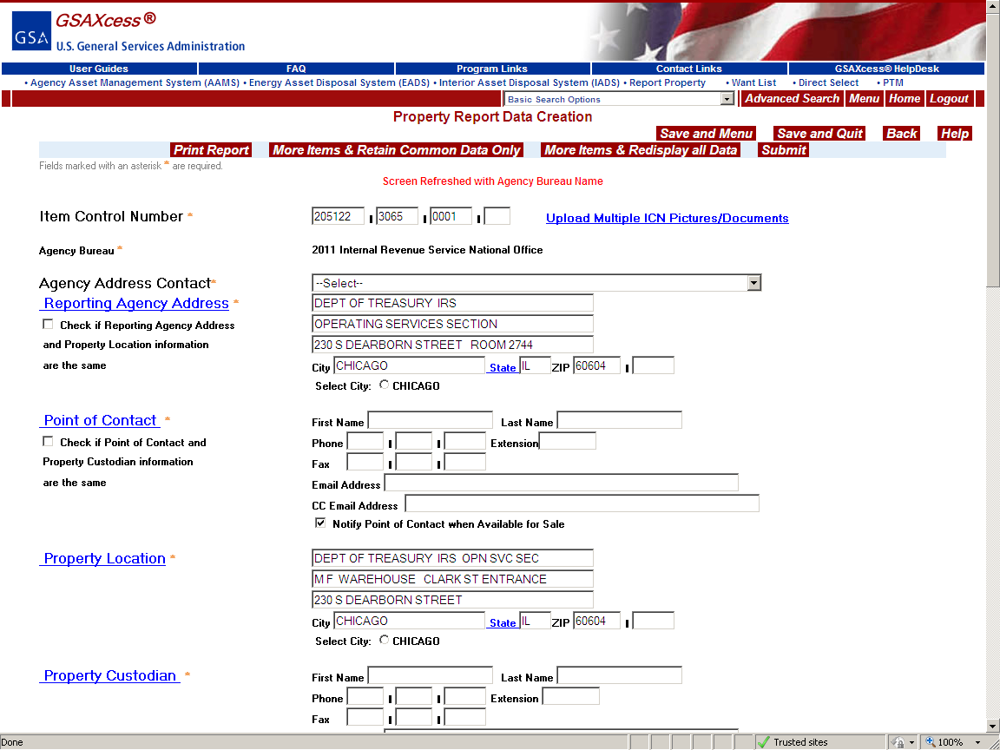 GSAXcess ®
GSA
U.S. General Services Administration
User Guides FAQ Program Links Contact Links GSAXcess® HelpDesk
• Agency Asset Management System (AAMS) • Energy Asset Disposal System (EADS) • Interior Asset Disposal System (IADS) • Report Property • Want List • Direct Select • PTM
Basic Search Options Advanced Search Menu Home Logout
Property Report Data Creation
Save and Menu Save and Quit Back Help
Print Report More Items & Retain Common Data Only More Items & Redisplay all Data Submit
Fields marked with an asterisk * are required.
Screen Refreshed with Agency Bureau Name
Item Control Number * 205122 3065 0001 Upload Multiple ICN Pictures/Documents
Agency Bureau * 2011 Internal Revenue Service National Office
Agency Address Contact* --Select--
Reporting Agency Address * DEPT OF TREASURY IRS
Check if Reporting Agency Address OPERATING SERVICES SECTION
and Property Location information 230 S DEARBORN STREET ROOM 2744
are the same City CHICAGO State IL ZIP 60604
Select City: CHICAGO
Point of Contact * First Name Last Name
Check if Point of Contact and Phone Extension
Property Custodian information Fax
are the same Email Address
CC Email Address
Notify Point of Contact when Available for Sale
Property Location * DEPT OF TREASURY IRS OPN SVC SEC
M F WAREHOUSE CLARK ST ENTRANCE
230 S DEARBORN STREET
City CHICAGO State IL ZIP 60604
Select City: CHICAGO
Property Custodian * First Name Last Name
Phone Extension
Fax
Done Trusted sites 100%